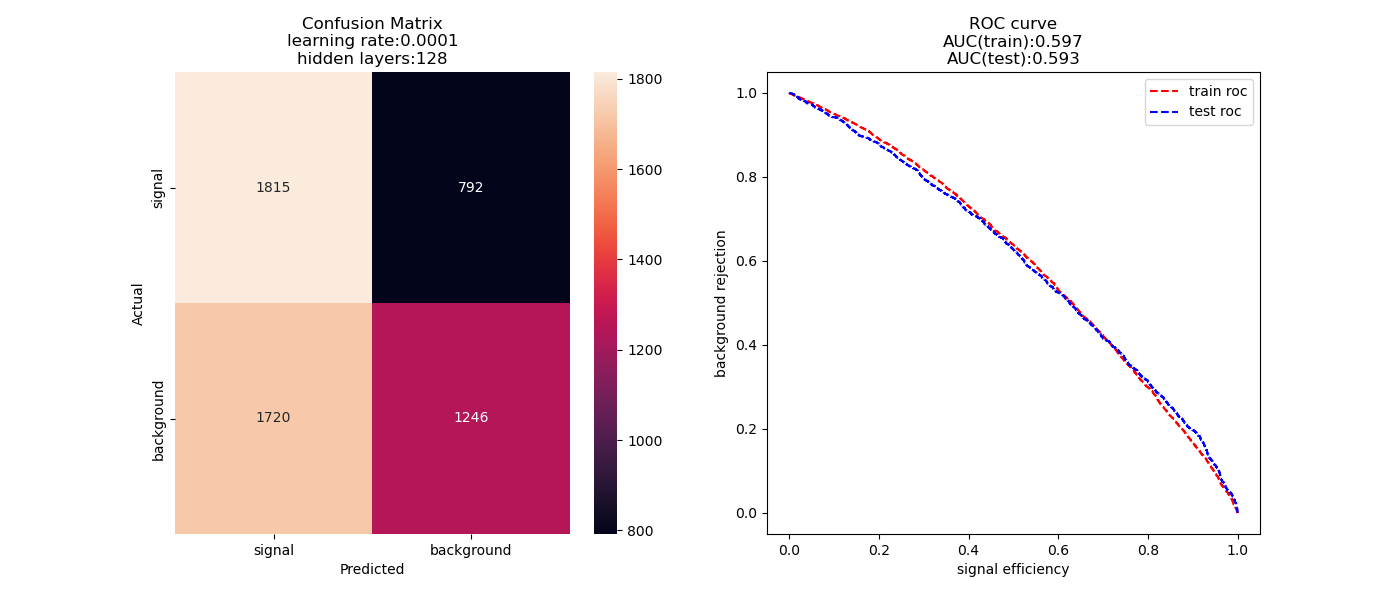 Confusion Matrix
learning rate:0.0001
hidden layers:128
signal
background
Actual
1815
792
1720
1246
signal
background
Predicted
1800
1600
1400
1200
1000
800
ROC curve
AUC(train):0.597
AUC(test):0.593
train roc
test roc
background rejection
1.0
0.8
0.6
0.4
0.2
0.0
0.0
0.2
0.4
0.6
0.8
1.0
signal efficiency